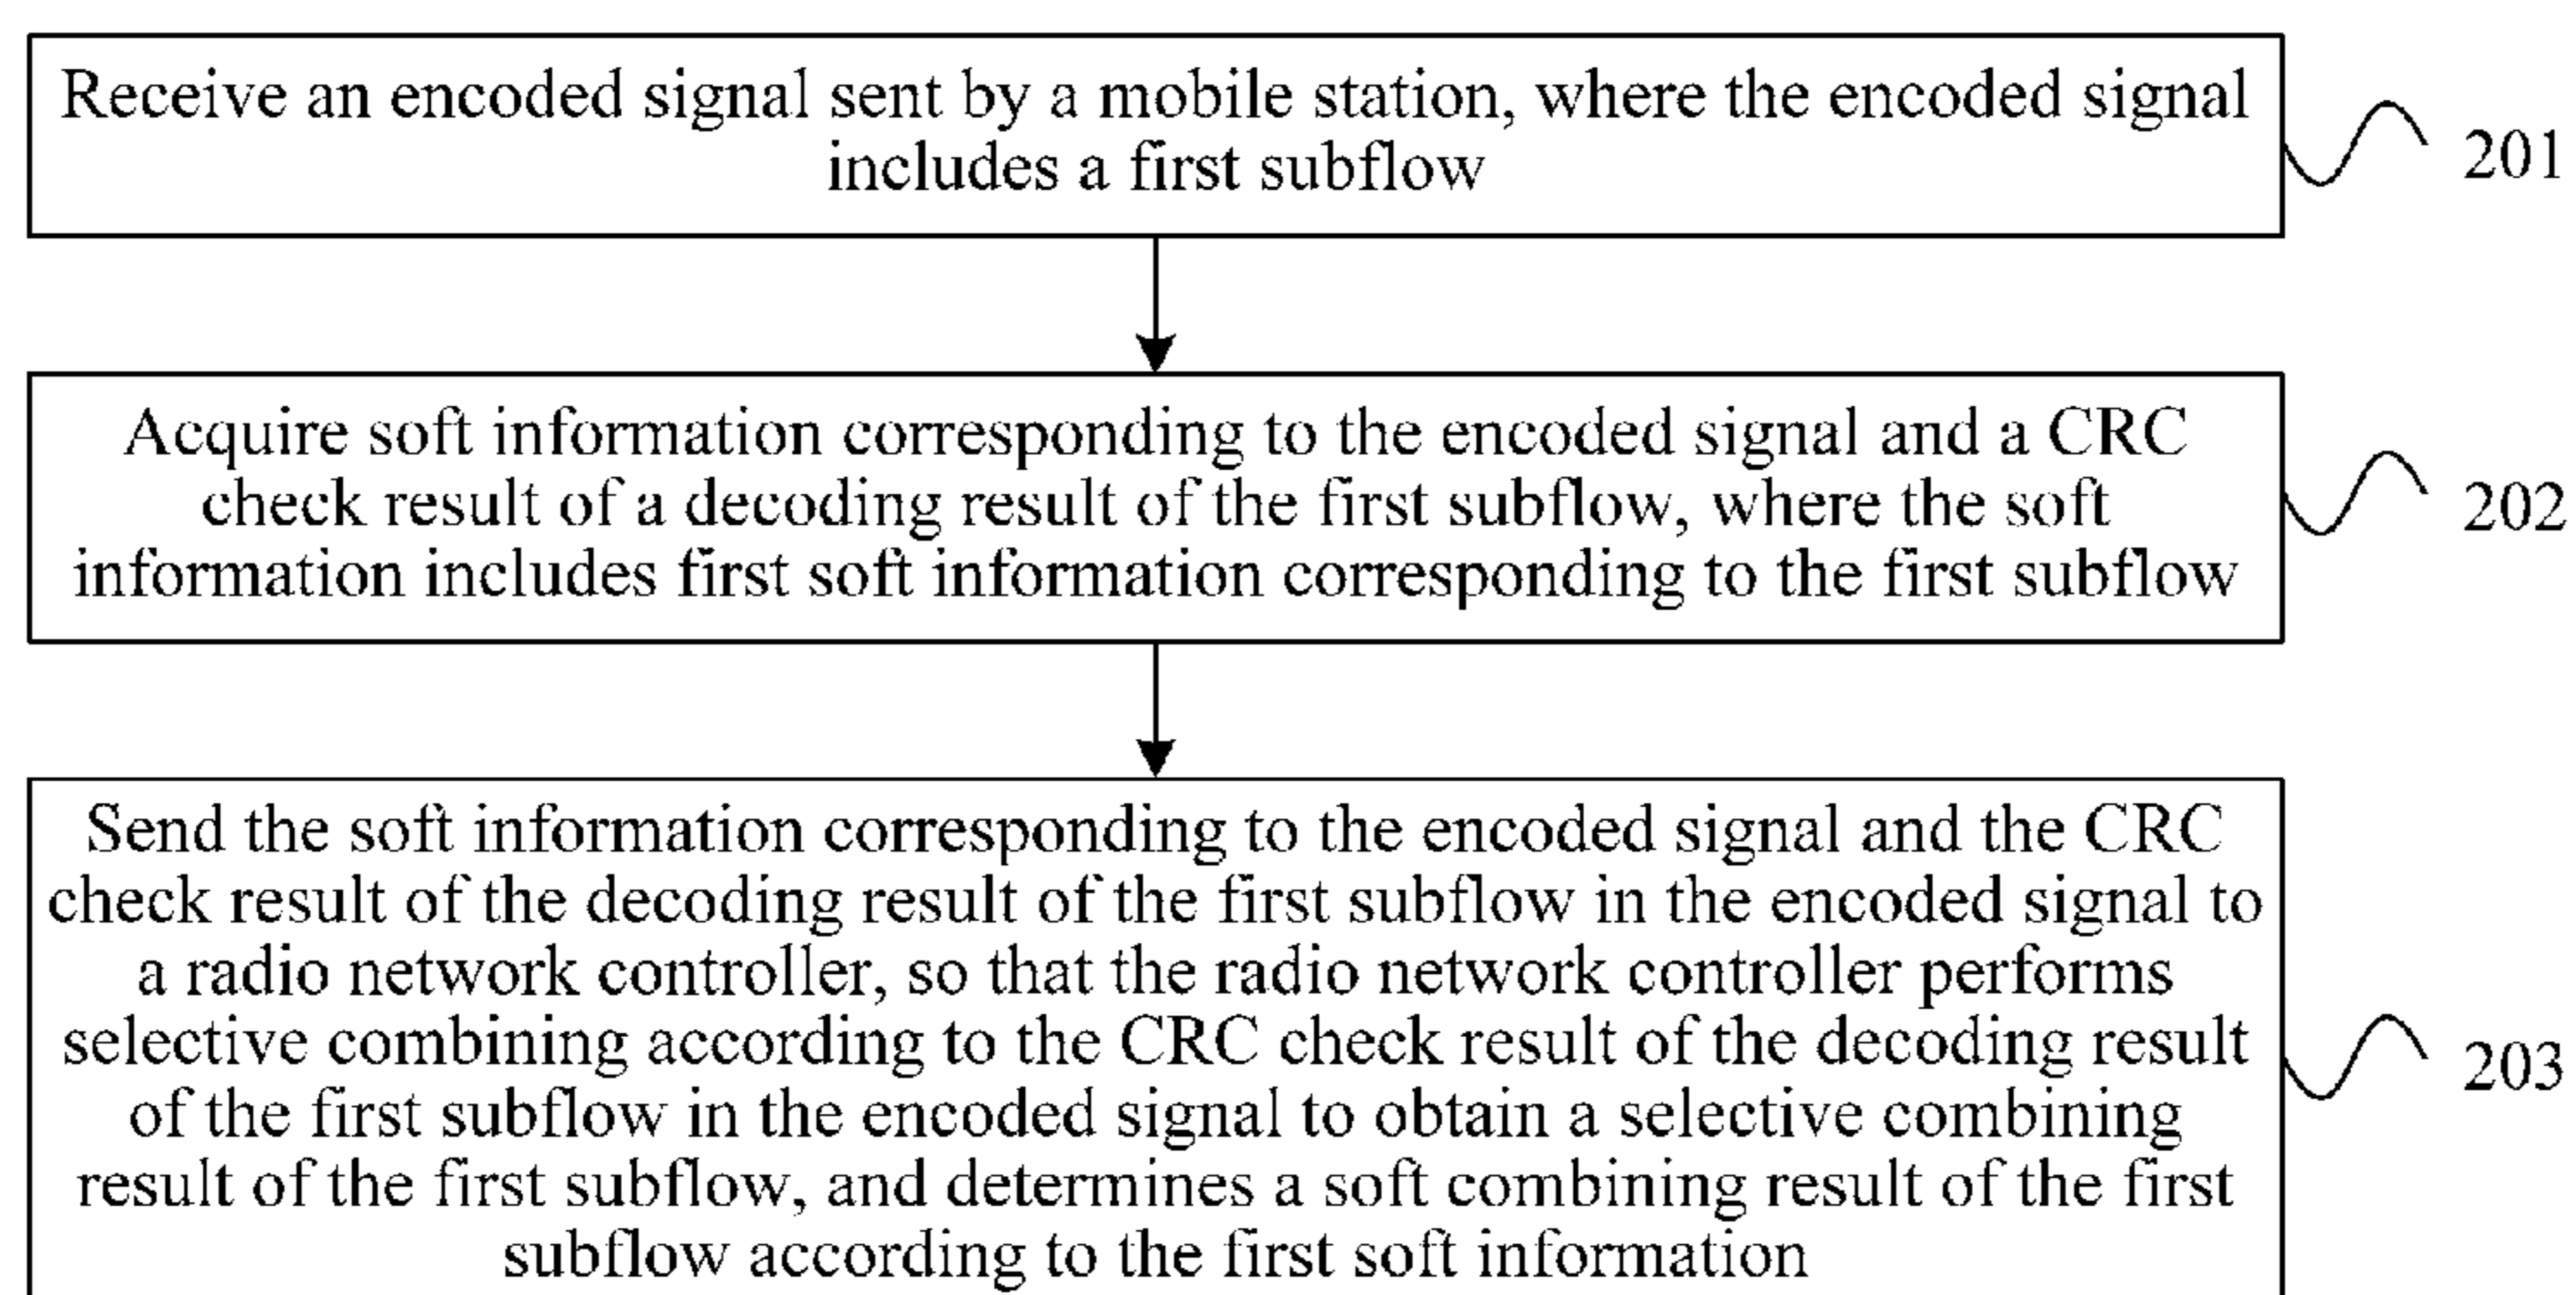 Receive an encoded signal sent by a mobile station, where the encoded signal
includes a first subflow
201
Acquire soft information corresponding to the encoded signal and a CRC
check result of a decoding result of the first subflow, where the soft
information includes first soft information corresponding to the first subflow
202
Send the soft information corresponding to the encoded signal and the CRC
check result of the decoding result of the first subflow in the encoded signal to
a radio network controller, so that the radio network controller performs
selective combining according to the CRC check result of the decoding result
of the first subflow in the encoded signal to obtain a selective combining
result of the first subflow, and determines a soft combining result of the first
subflow according to the first soft information
203